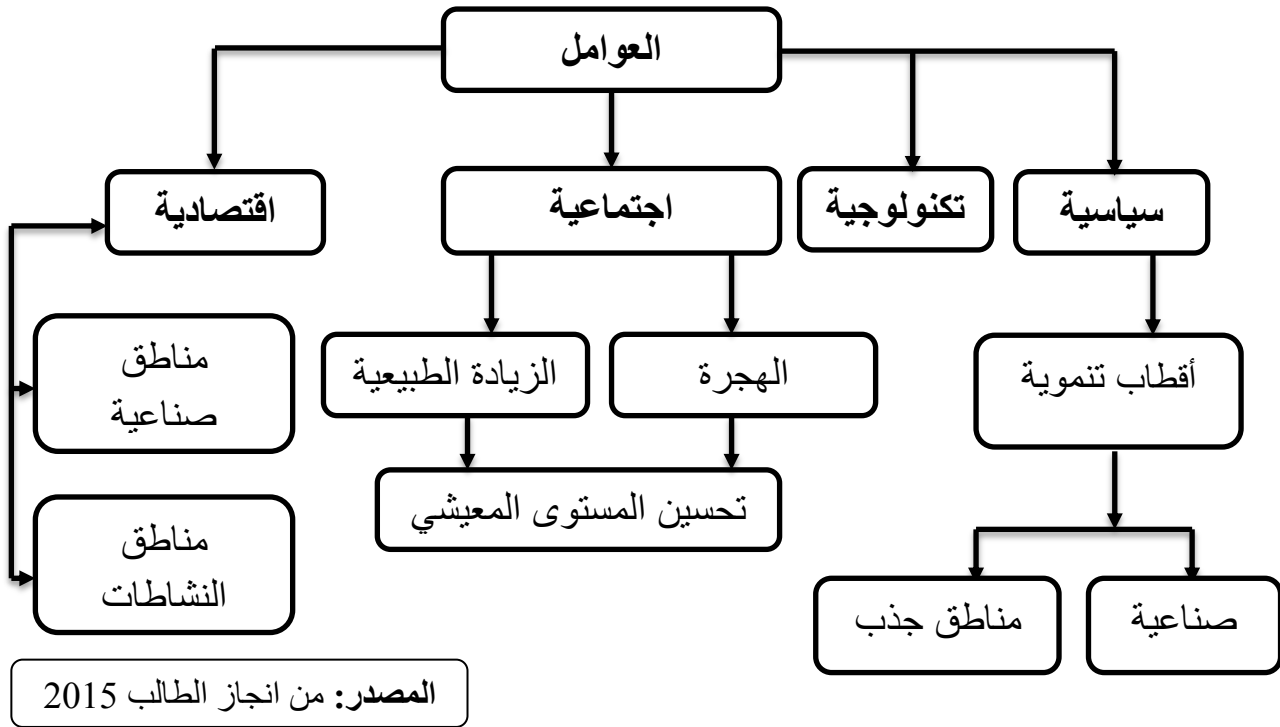 العوامل
سياسية
تكنولوجية
اجتماعية
اقتصادية
أقطاب تنموية
الهجرة
الزيادة الطبيعية
مناطق
صناعية
تحسين المستوى المعيشي
مناطق
النشاطات
صناعية
مناطق جذب
المصدر: من انجاز الطالب 2015